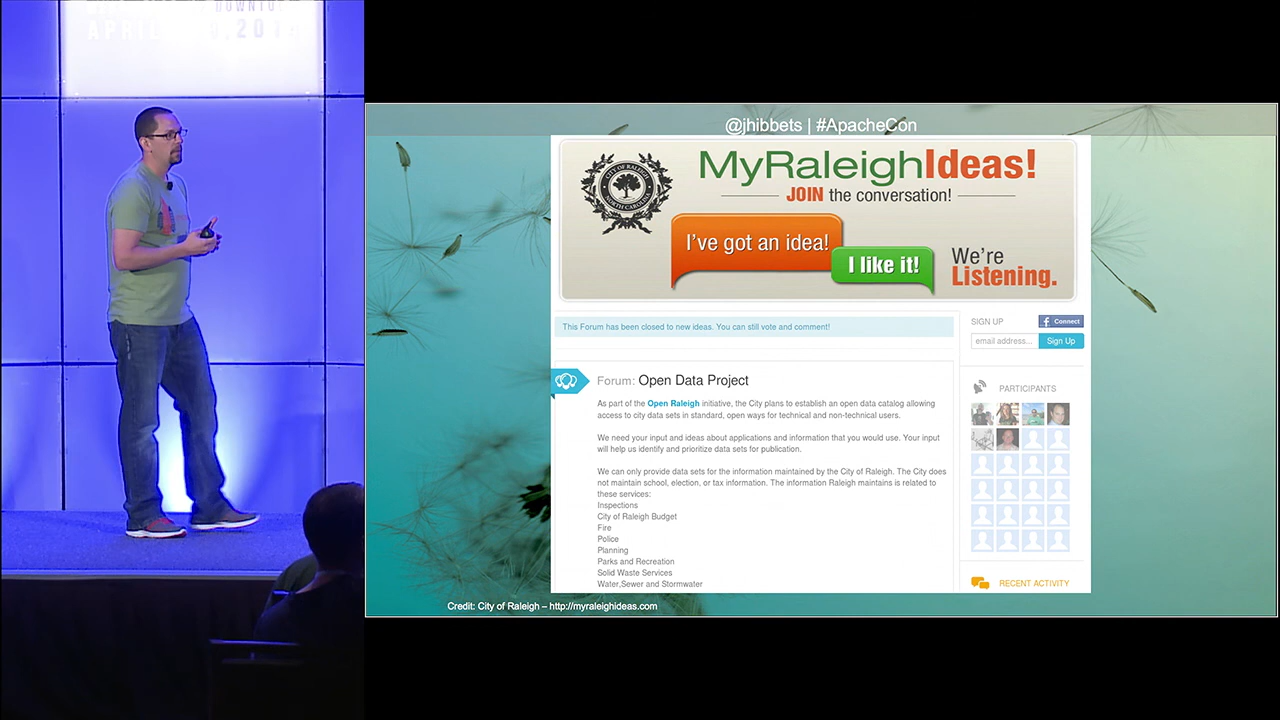 APRIL
@jhibbets | #ApacheCon
CITY OF RALEIGH
NORTH CAROLINA
MyRaleighIdeas!
JOIN the conversation!
I've got an idea!
I like it!
We're
Listening.
This Forum has been closed to new ideas. You can still vote and comment!
SIGN UP
f Connect
email address...
Sign Up
Forum: Open Data Project
As part of the Open Raleigh initiative, the City plans to establish an open data catalog allowing
access to city data sets in standard, open ways for technical and non-technical users.
We need your input and ideas about applications and information that you would use. Your input
will help us identify and prioritize data sets for publication.
We can only provide data sets for the information maintained by the City of Raleigh. The City does
not maintain school, election, or tax information. The information Raleigh maintains is related to
these services:
Inspections
City of Raleigh Budget
Fire
Police
Planning
Parks and Recreation
Solid Waste Services
Water,Sewer and Stormwater
PARTICIPANTS
RECENT ACTIVITY
Credit: City of Raleigh – http://myraleighideas.com